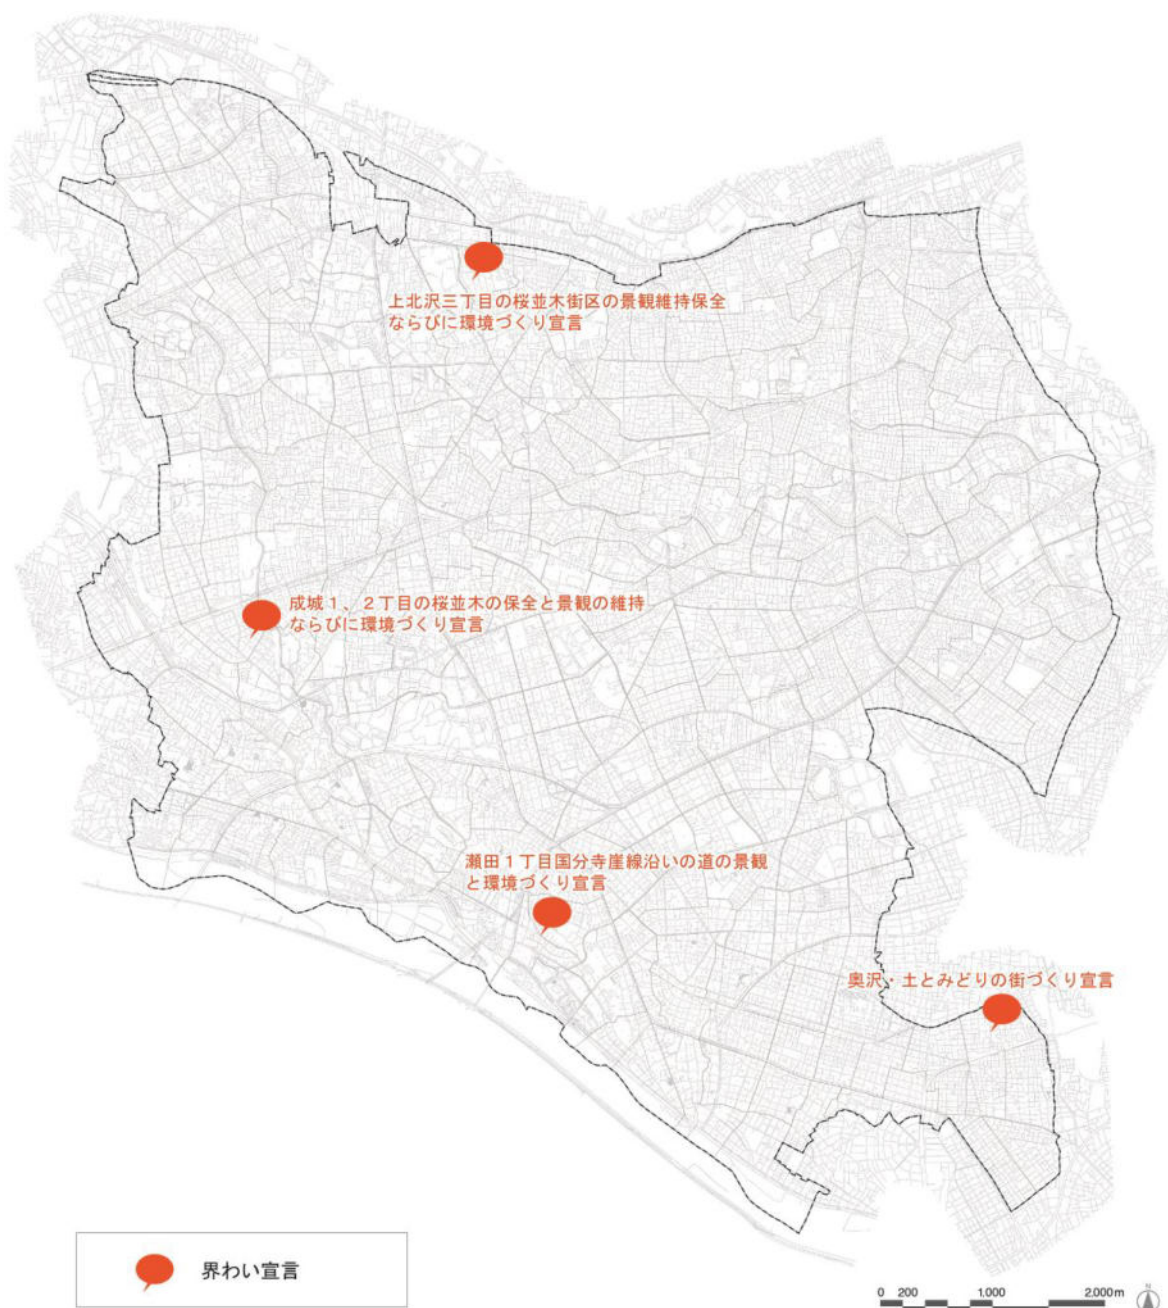 上北沢三丁目の桜並木街区の景観維持保全
ならびに環境づくり宣言
成城１、２丁目の桜並木の保全と景観の維持
ならびに環境づくり宣言
瀬田１丁目国分寺崖線沿いの道の景観
と環境づくり宣言
奥沢・土とみどりの街づくり宣言
界わい宣言
0 200 1,000 2,000m
N